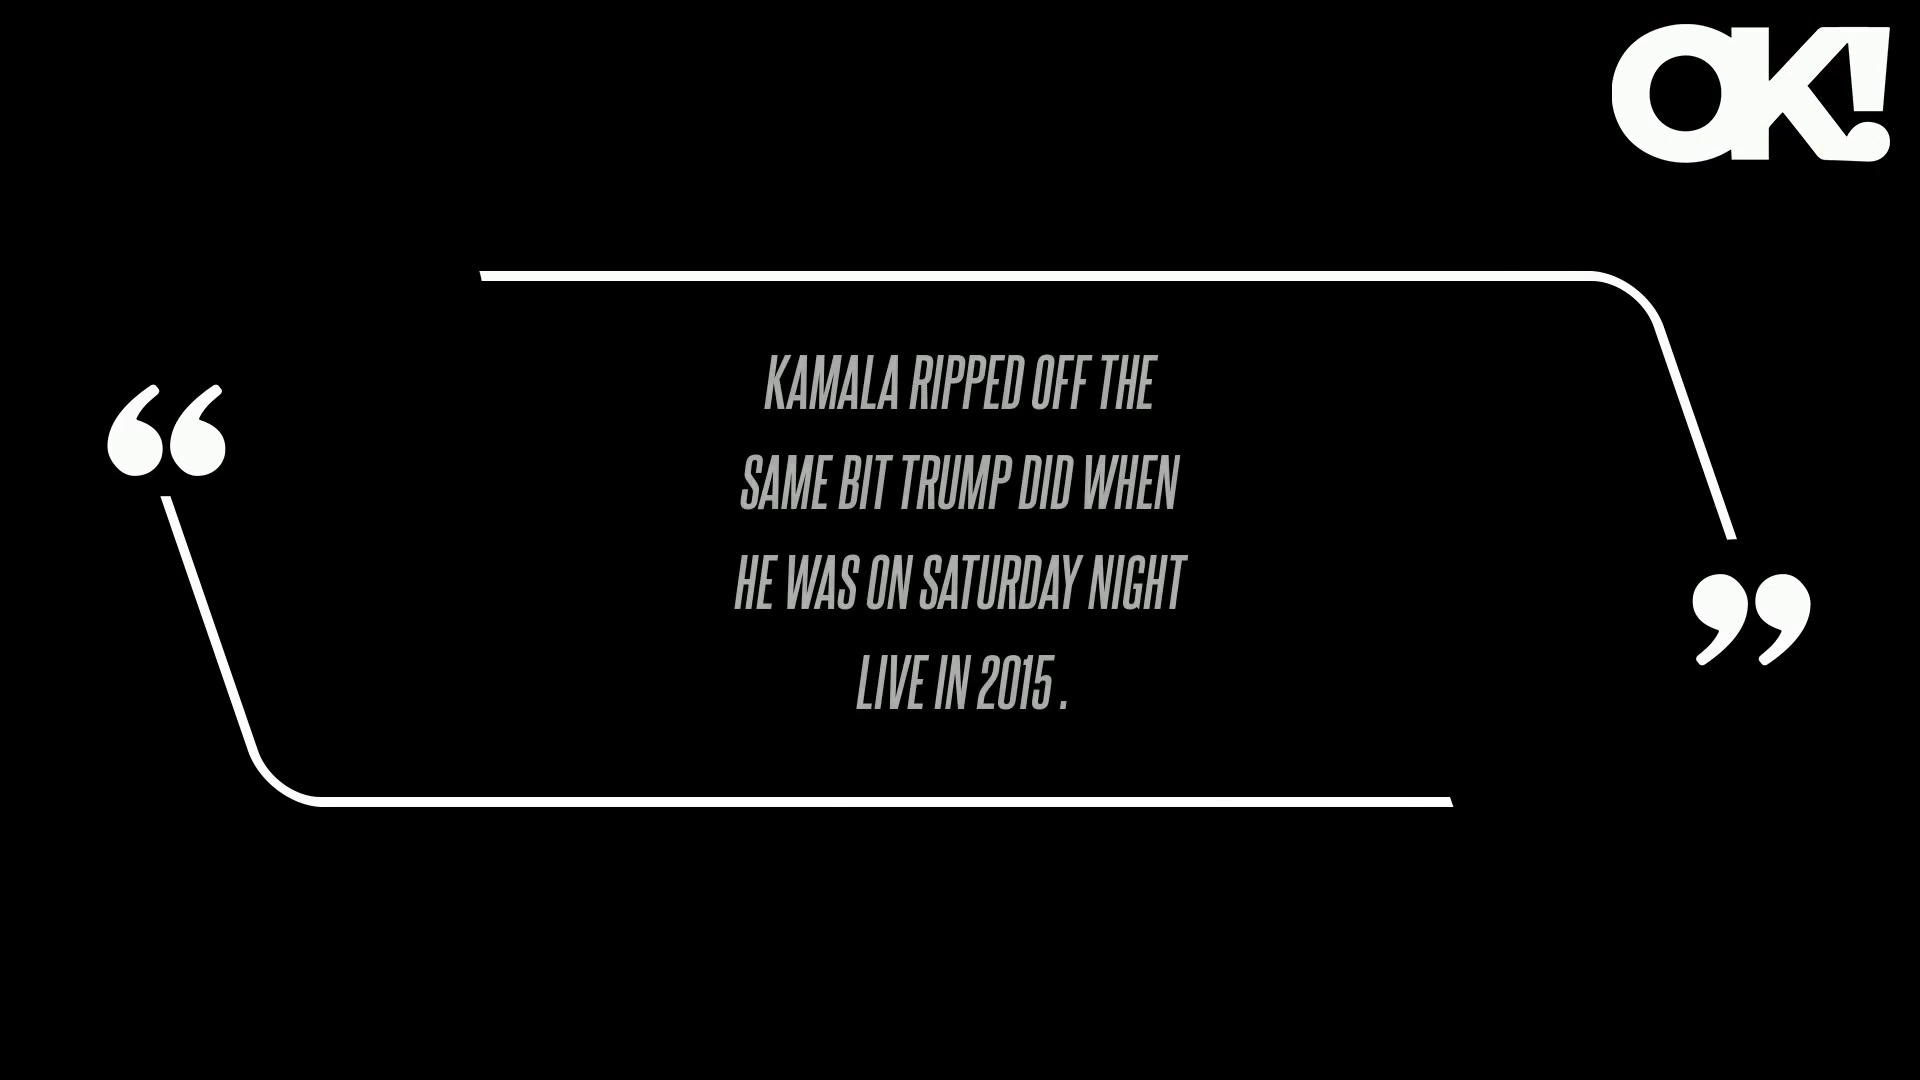 OK!
“
KAMALA RIPPED OFF THE
SAME BIT TRUMP DID WHEN
HE WAS ON SATURDAY NIGHT
LIVE IN 2015 .
”